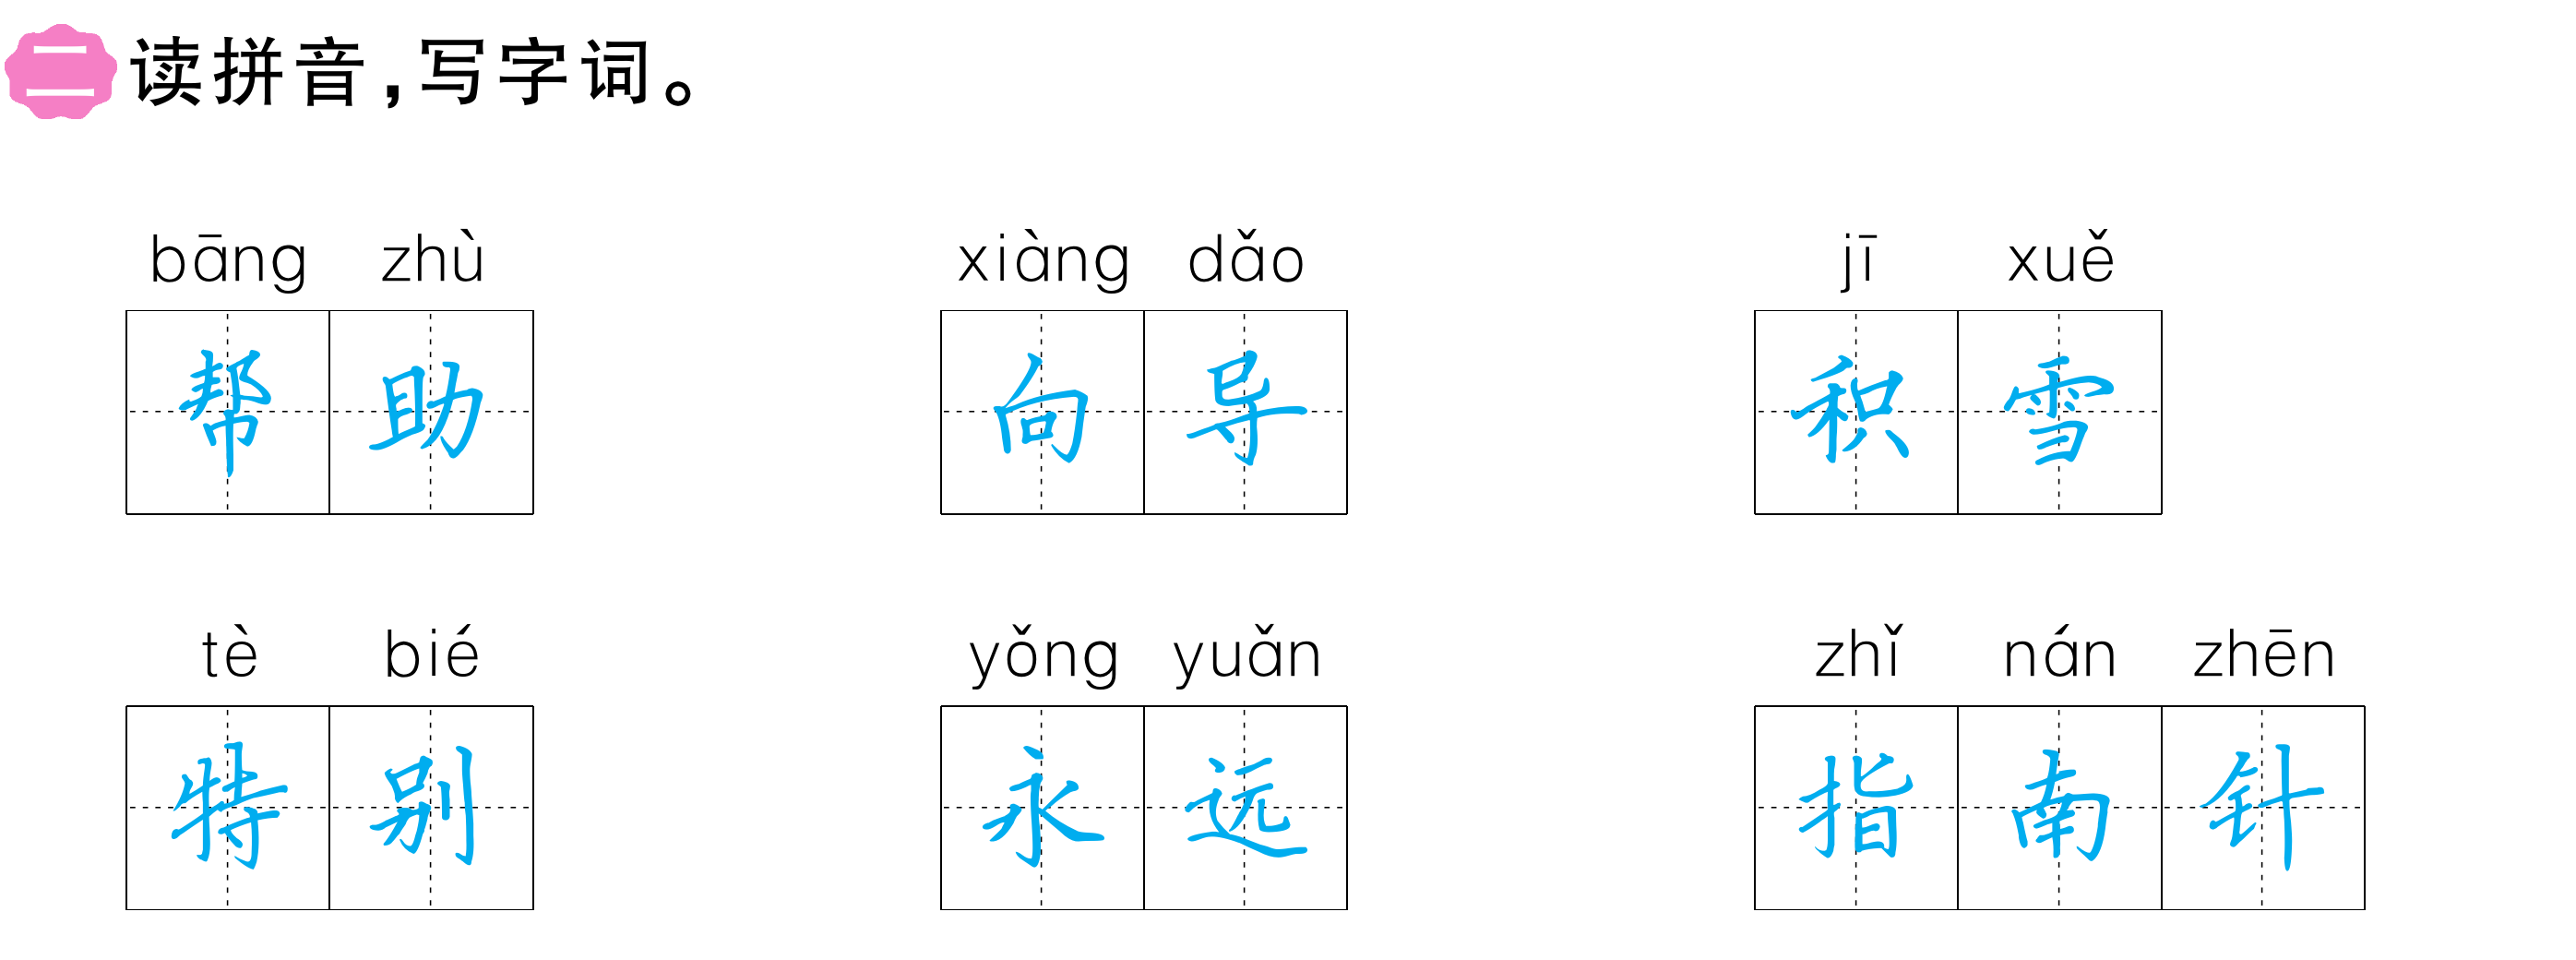 二 读拼音,写字词。
bāng zhù xiàng dǎo jī xuě
帮助 向导 积雪
tè bié yǒng yuǎn zhǐ nán zhēn
特别 永远 指南针